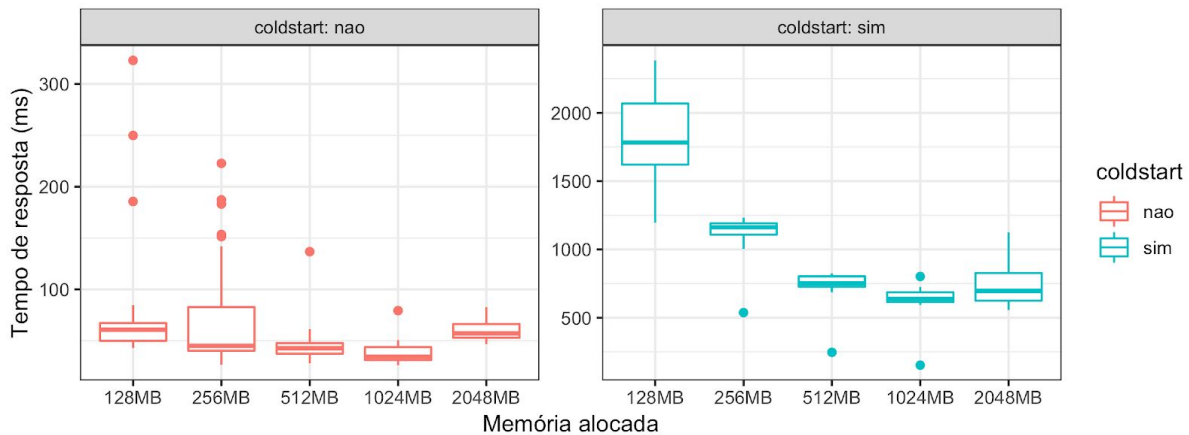 coldstart: nao
coldstart: sim
Tempo de resposta (ms)
300
200
100
2000
1500
1000
500
128MB 256MB 512MB 1024MB 2048MB
128MB 256MB 512MB 1024MB 2048MB
Memória alocada
coldstart
nao
sim